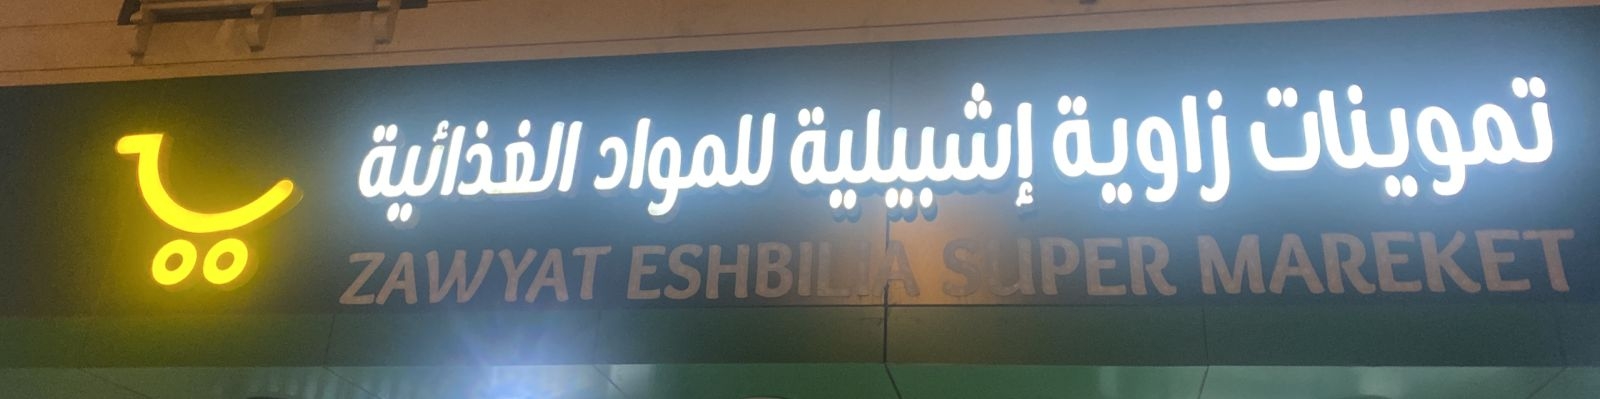 تموينات زاوية إشبيلية للمواد الغذائية
ZAWYAT ESHBILIA SUPER MAREKET